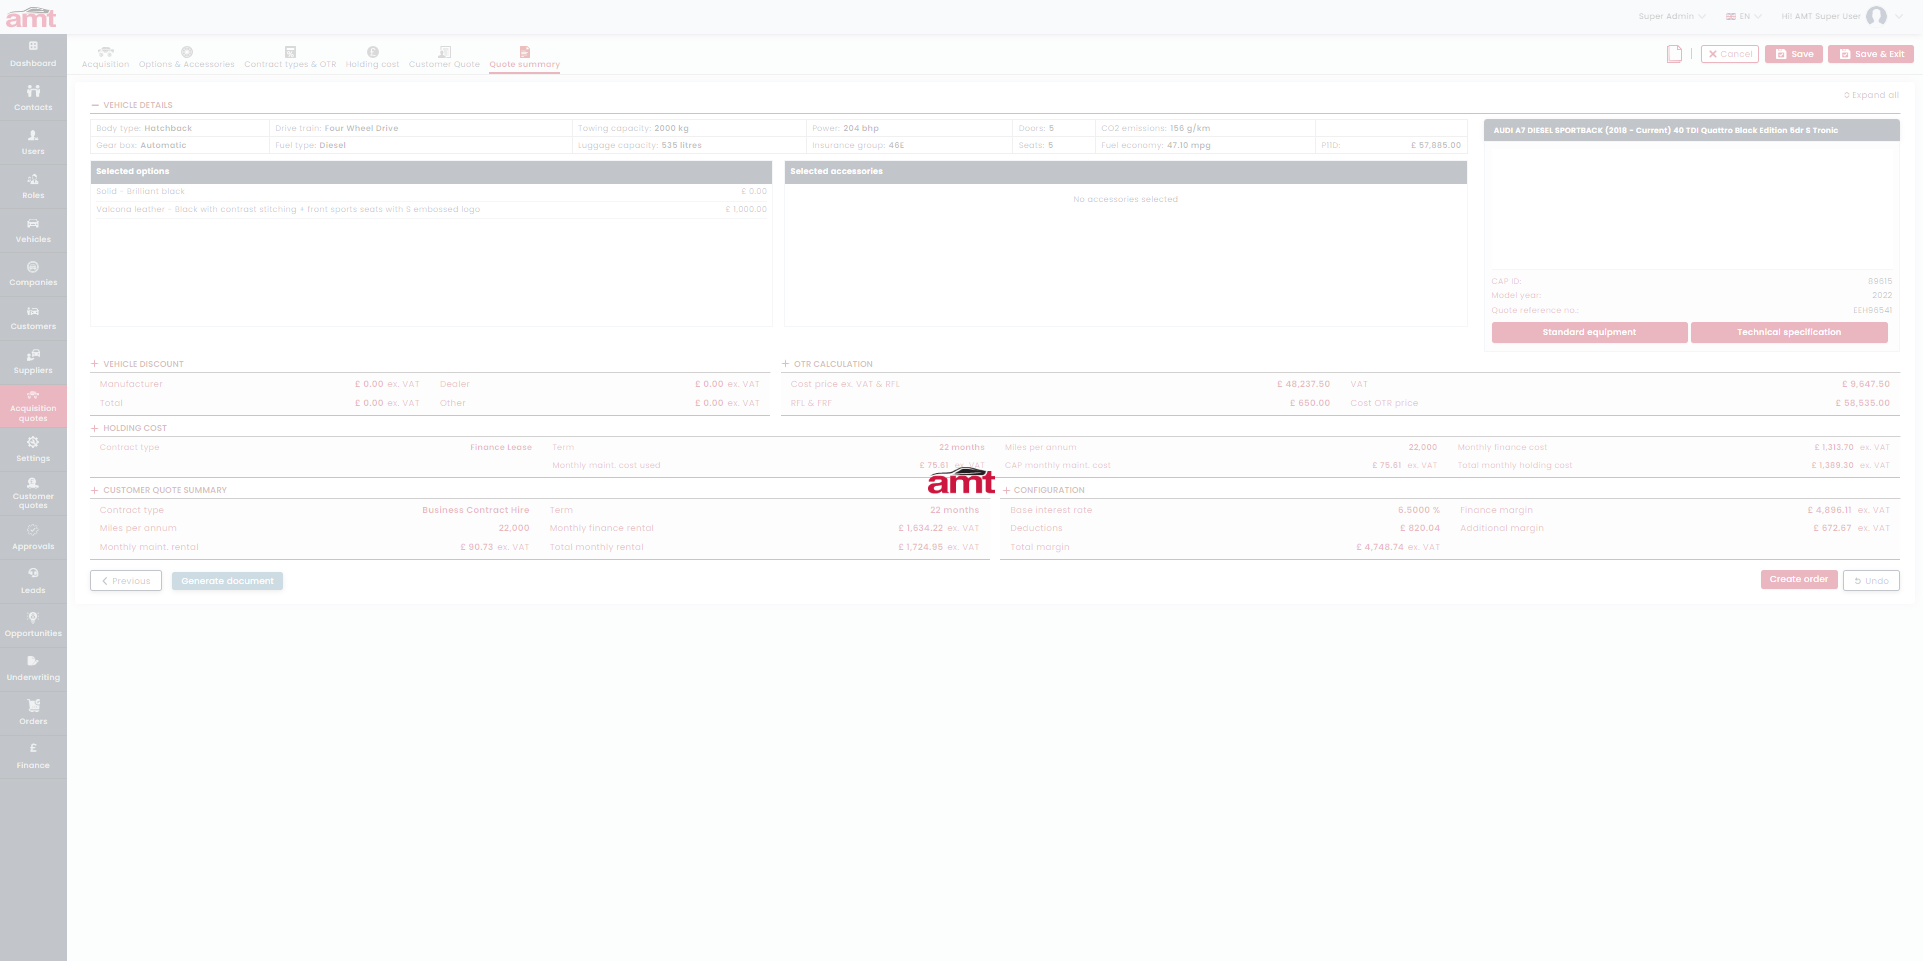 amt
Super Admin
EN
Hi! AMT Super User
Dashboard
Contacts
Users
Roles
Vehicles
Companies
Customers
Suppliers
Acquisition
quotes
Settings
Customer
quotes
Approvals
Leads
Opportunities
Underwriting
Orders
Finance
Acquisition
Options & Accessories
Contract types & OTR
Holding cost
Customer Quote
Quote summary
Cancel
Save
Save & Exit
Expand all
VEHICLE DETAILS
Body type: Hatchback
Drive train: Four Wheel Drive
Towing capacity: 2000 kg
Power: 204 bhp
Doors: 5
CO2 emissions: 156 g/km
Gear box: Automatic
Fuel type: Diesel
Luggage capacity: 535 litres
Insurance group: 46E
Seats: 5
Fuel economy: 47.10 mpg
P11D: £ 57,885.00
Selected options
Solid - Brilliant black £ 0.00
Valcona leather - Black with contrast stitching + front sports seats with S embossed logo £ 1,000.00
Selected accessories
No accessories selected
AUDI A7 DIESEL SPORTBACK (2018 - Current) 40 TDI Quattro Black Edition 5dr S Tronic
CAP ID: 89615
Model year: 2022
Quote reference no.: EEH96541
Standard equipment
Technical specification
VEHICLE DISCOUNT
Manufacturer £ 0.00 ex. VAT Dealer £ 0.00 ex. VAT
Total £ 0.00 ex. VAT Other £ 0.00 ex. VAT
OTR CALCULATION
Cost price ex. VAT & RFL £ 48,237.50 VAT £ 9,647.50
RFL & FRF £ 650.00 Cost OTR price £ 58,535.00
HOLDING COST
Contract type Finance Lease Term 22 months Miles per annum 22,000 Monthly finance cost £ 1,313.70 ex. VAT
Monthly maint. cost used £ 75.61 ex. VAT CAP monthly maint. cost £ 75.61 ex. VAT Total monthly holding cost £ 1,389.30 ex. VAT
amt
CUSTOMER QUOTE SUMMARY
Contract type Business Contract Hire Term 22 months
Miles per annum 22,000 Monthly finance rental £ 1,634.22 ex. VAT
Monthly maint. rental £ 90.73 ex. VAT Total monthly rental £ 1,724.95 ex. VAT
CONFIGURATION
Base interest rate 6.5000 % Finance margin £ 4,896.11 ex. VAT
Deductions £ 820.04 Additional margin £ 672.67 ex. VAT
Total margin £ 4,748.74 ex. VAT
Previous
Generate document
Create order
Undo